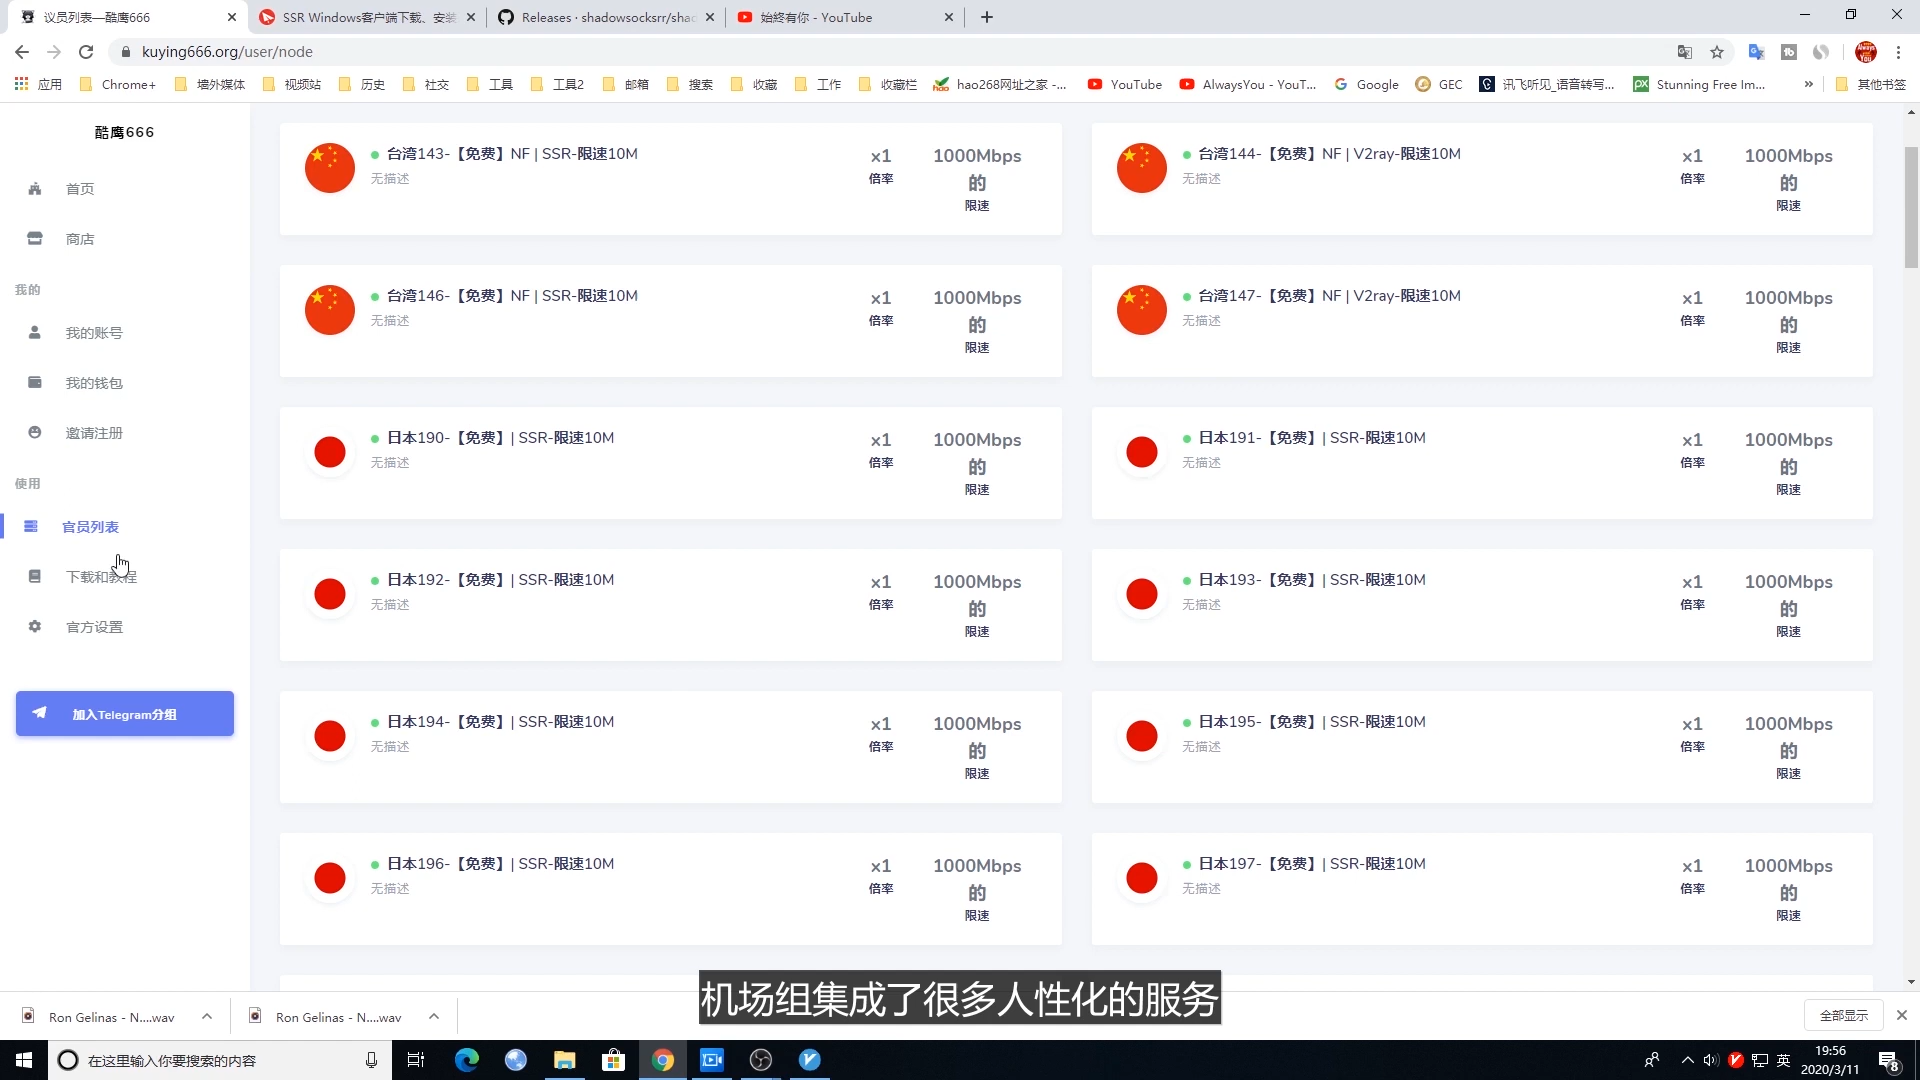 议员列表—酷鹰666
SSR Windows客户端下载、安装
Releases · shadowsocksrr/shad
始終有你 - YouTube
kuying666.org/user/node
应用
Chrome+
墙外媒体
视频站
历史
社交
工具
工具2
邮箱
搜索
收藏
工作
收藏栏
hao268网址之家 -...
YouTube
AlwaysYou - YouT...
Google
GEC
讯飞听见_语音转写...
Stunning Free Im...
»
其他书签
酷鹰666
首页
商店
我的
我的账号
我的钱包
邀请注册
使用
官员列表
下载和教程
官方设置
加入Telegram分组
台湾143-【免费】NF | SSR-限速10M
无描述
x1
倍率
1000Mbps
的
限速
台湾144-【免费】NF | V2ray-限速10M
无描述
x1
倍率
1000Mbps
的
限速
台湾146-【免费】NF | SSR-限速10M
无描述
x1
倍率
1000Mbps
的
限速
台湾147-【免费】NF | V2ray-限速10M
无描述
x1
倍率
1000Mbps
的
限速
日本190-【免费】| SSR-限速10M
无描述
x1
倍率
1000Mbps
的
限速
日本191-【免费】| SSR-限速10M
无描述
x1
倍率
1000Mbps
的
限速
日本192-【免费】| SSR-限速10M
无描述
x1
倍率
1000Mbps
的
限速
日本193-【免费】| SSR-限速10M
无描述
x1
倍率
1000Mbps
的
限速
日本194-【免费】| SSR-限速10M
无描述
x1
倍率
1000Mbps
的
限速
日本195-【免费】| SSR-限速10M
无描述
x1
倍率
1000Mbps
的
限速
日本196-【免费】| SSR-限速10M
无描述
x1
倍率
1000Mbps
的
限速
日本197-【免费】| SSR-限速10M
无描述
x1
倍率
1000Mbps
的
限速
机场组集成了很多人性化的服务
Ron Gelinas - N....wav
Ron Gelinas - N....wav
全部显示
在这里输入你要搜索的内容
英
19:56
2020/3/11
8